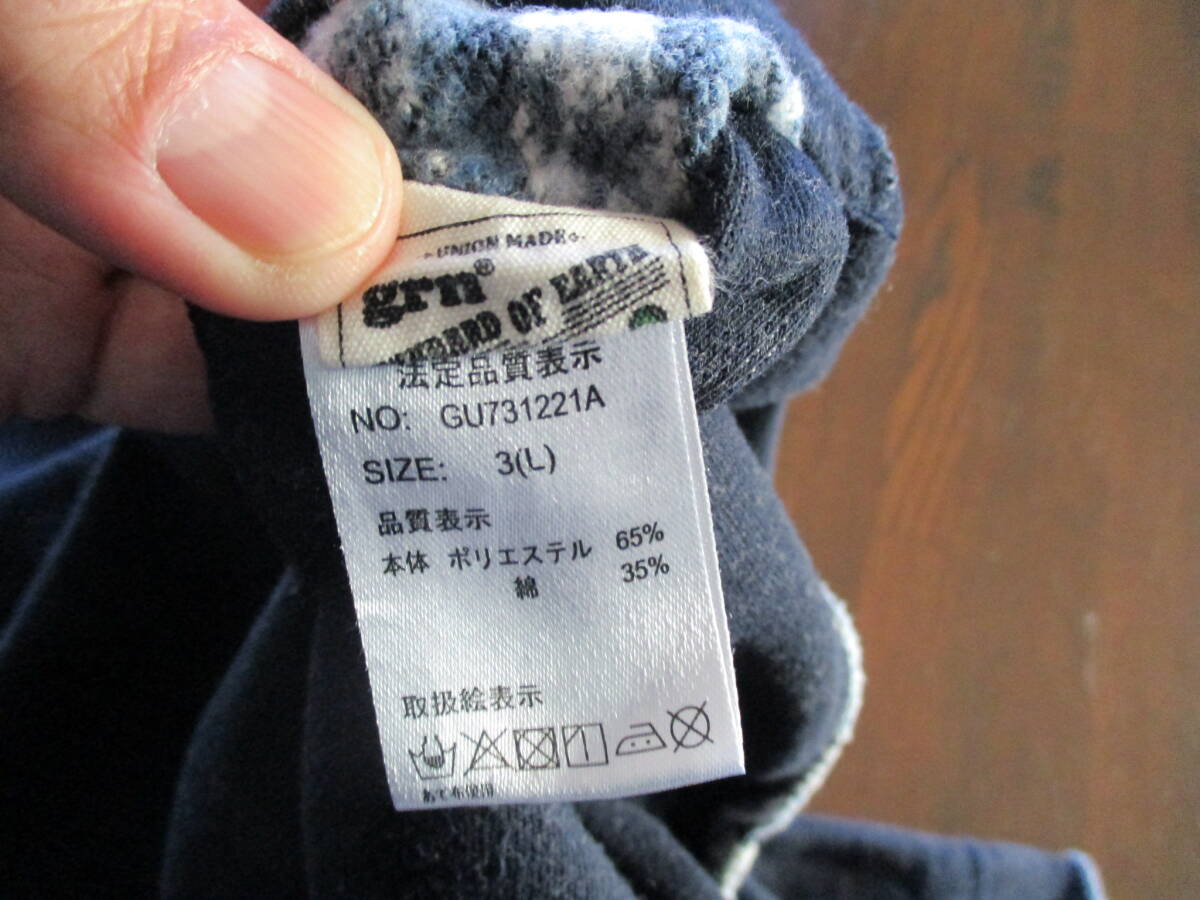 UNION MADE
grn®
OF EARTH
法定品質表示
NO: GU731221A
SIZE: 3(L)
品質表示
本体 ポリエステル 65%
綿 35%
取扱絵表示
あて布使用